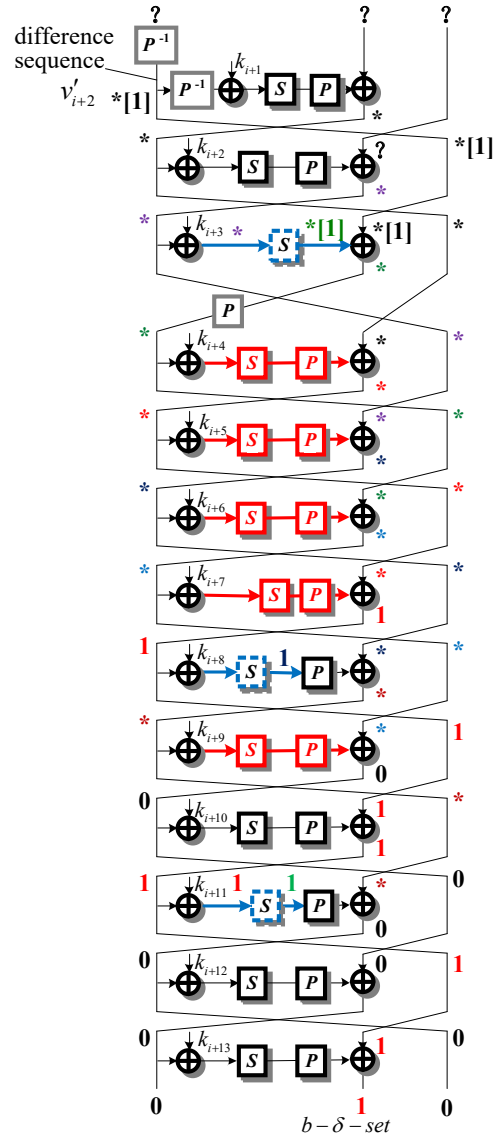 ? ? ?
P⁻¹
difference
sequence
v′ᵢ₊₂ *[1] P⁻¹ kᵢ₊₁ S P
*
* kᵢ₊₂ S P ? *[1]
*
* kᵢ₊₃ * S *[1] *[1] *
*
P
* kᵢ₊₄ S P * *
*
* kᵢ₊₅ S P * *
*
* kᵢ₊₆ S P * *
*
* kᵢ₊₇ S P * *
1
1 kᵢ₊₈ S 1 P * *
*
* kᵢ₊₉ S P * 1
0
0 kᵢ₊₁₀ S P 1 *
1
1 kᵢ₊₁₁ 1 S 1 P * 0
0
0 kᵢ₊₁₂ S P 0 1
0 kᵢ₊₁₃ S P 1 0
0 1 0
b – δ – set